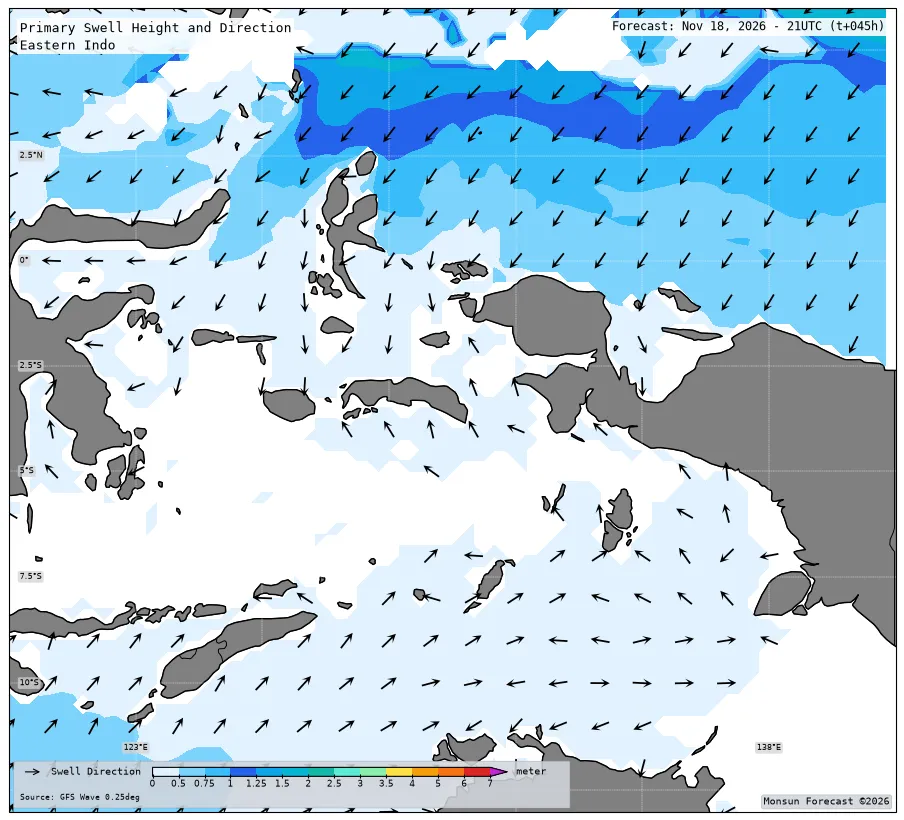 Primary Swell Height and Direction
Eastern Indo
Forecast: Nov 18, 2026 - 21UTC (t+045h)
2.5°N
0°
2.5°S
5°S
7.5°S
10°S
123°E
138°E
Swell Direction
0 0.5 0.75 1 1.25 1.5 2 2.5 3 3.5 4 5 6 7
meter
Source: GFS Wave 0.25deg
Monsun Forecast ©2026